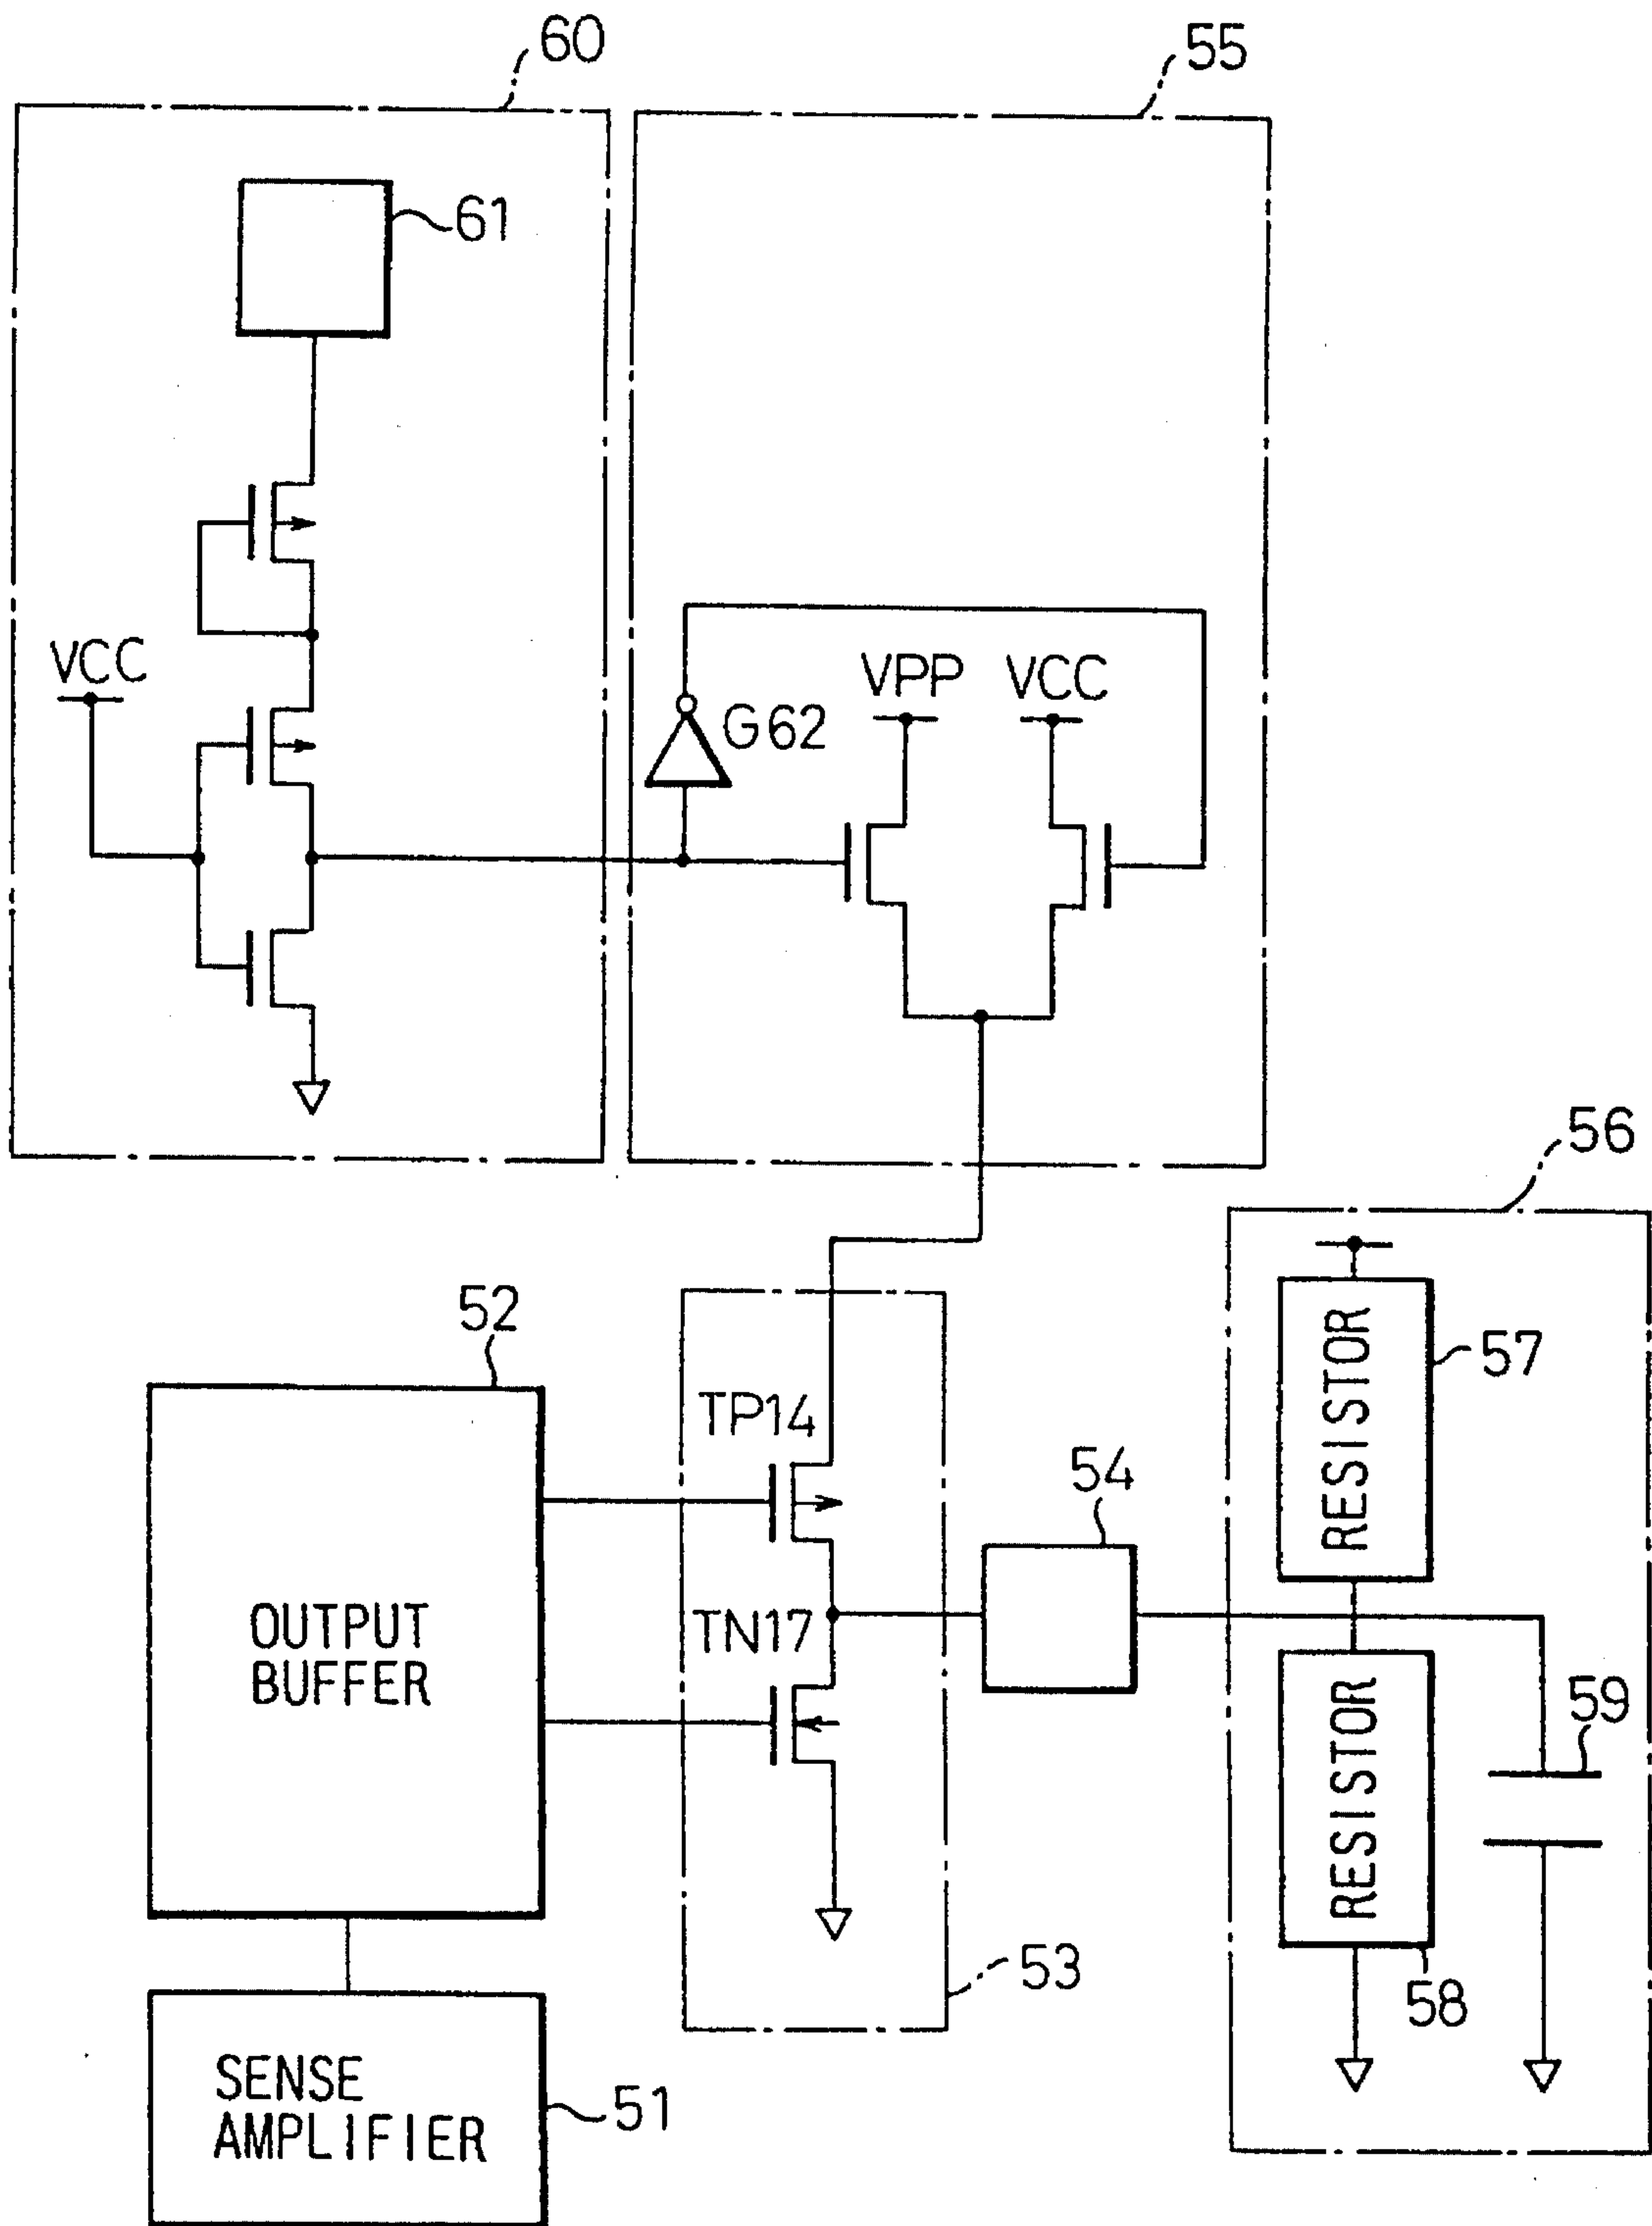 60
55
61
VCC
VPP
VCC
G62
56
52
RESISTOR
57
TP14
54
OUTPUT
BUFFER
TN17
59
RESISTOR
58
53
SENSE
AMPLIFIER
51